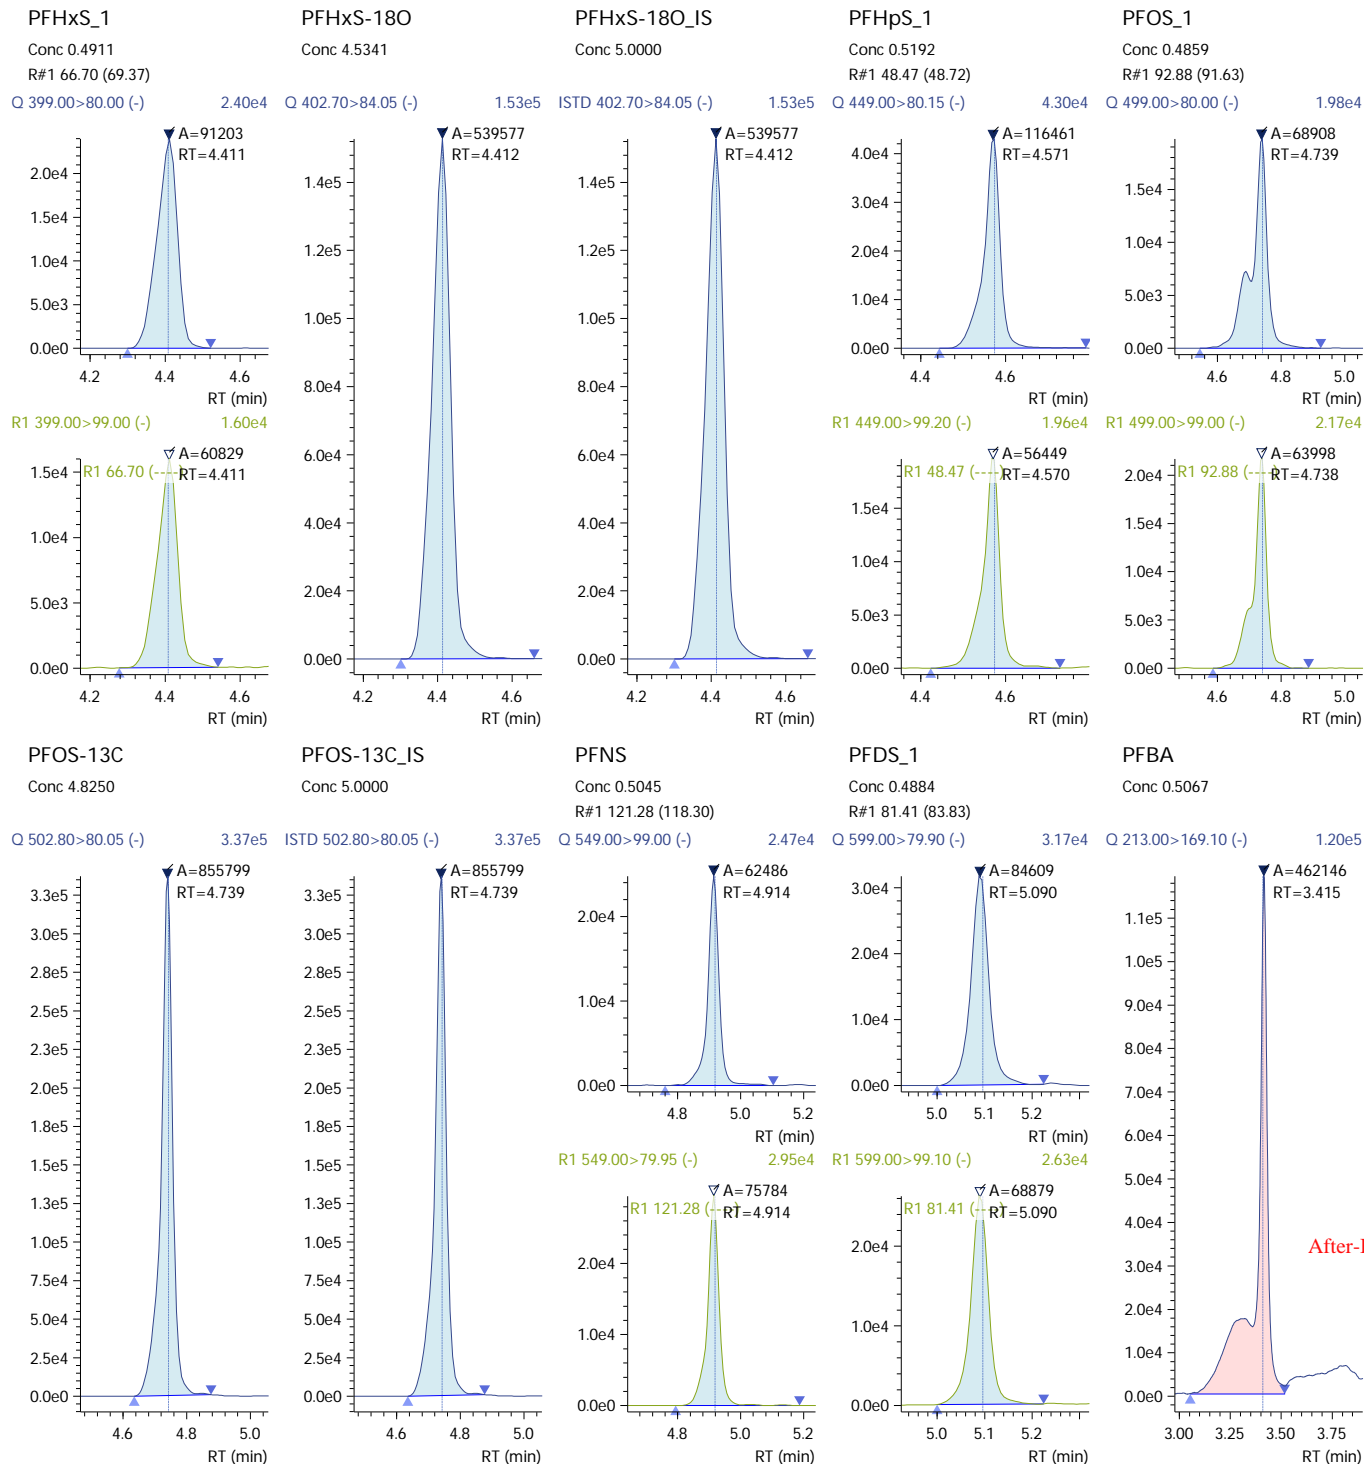 PFHxS_1
Conc 0.4911
R#1 66.70 (69.37)
Q 399.00>80.00 (-) 2.40e4
A=91203
RT=4.411
2.0e4
1.5e4
1.0e4
5.0e3
0.0e0
4.2 4.4 4.6
RT (min)
R1 399.00>99.00 (-) 1.60e4
A=60829
RT=4.411
R1 66.70 (----)
1.5e4
1.0e4
5.0e3
0.0e0
4.2 4.4 4.6
RT (min)
PFHxS-18O
Conc 4.5341
Q 402.70>84.05 (-) 1.53e5
A=539577
RT=4.412
1.4e5
1.2e5
1.0e5
8.0e4
6.0e4
4.0e4
2.0e4
0.0e0
4.2 4.4 4.6
RT (min)
PFHxS-18O_IS
Conc 5.0000
ISTD 402.70>84.05 (-) 1.53e5
A=539577
RT=4.412
1.4e5
1.2e5
1.0e5
8.0e4
6.0e4
4.0e4
2.0e4
0.0e0
4.2 4.4 4.6
RT (min)
PFHpS_1
Conc 0.5192
R#1 48.47 (48.72)
Q 449.00>80.15 (-) 4.30e4
A=116461
RT=4.571
4.0e4
3.0e4
2.0e4
1.0e4
0.0e0
4.4 4.6
RT (min)
R1 449.00>99.20 (-) 1.96e4
A=56449
RT=4.570
R1 48.47 (----)
1.5e4
1.0e4
5.0e3
0.0e0
4.4 4.6
RT (min)
PFOS_1
Conc 0.4859
R#1 92.88 (91.63)
Q 499.00>80.00 (-) 1.98e4
A=68908
RT=4.739
1.5e4
1.0e4
5.0e3
0.0e0
4.6 4.8 5.0
RT (min)
R1 499.00>99.00 (-) 2.17e4
A=63998
RT=4.738
R1 92.88 (----)
2.0e4
1.5e4
1.0e4
5.0e3
0.0e0
4.6 4.8 5.0
RT (min)
PFOS-13C
Conc 4.8250
Q 502.80>80.05 (-) 3.37e5
A=855799
RT=4.739
3.3e5
3.0e5
2.8e5
2.5e5
2.3e5
2.0e5
1.8e5
1.5e5
1.3e5
1.0e5
7.5e4
5.0e4
2.5e4
0.0e0
4.6 4.8 5.0
RT (min)
PFOS-13C_IS
Conc 5.0000
ISTD 502.80>80.05 (-) 3.37e5
A=855799
RT=4.739
3.3e5
3.0e5
2.8e5
2.5e5
2.3e5
2.0e5
1.8e5
1.5e5
1.3e5
1.0e5
7.5e4
5.0e4
2.5e4
0.0e0
4.6 4.8 5.0
RT (min)
PFNS
Conc 0.5045
R#1 121.28 (118.30)
Q 549.00>99.00 (-) 2.47e4
A=62486
RT=4.914
2.0e4
1.0e4
0.0e0
4.8 5.0 5.2
RT (min)
R1 549.00>79.95 (-) 2.95e4
A=75784
RT=4.914
R1 121.28 (----)
2.0e4
1.0e4
0.0e0
4.8 5.0 5.2
RT (min)
PFDS_1
Conc 0.4884
R#1 81.41 (83.83)
Q 599.00>79.90 (-) 3.17e4
A=84609
RT=5.090
3.0e4
2.0e4
1.0e4
0.0e0
5.0 5.1 5.2
RT (min)
R1 599.00>99.10 (-) 2.63e4
A=68879
RT=5.090
R1 81.41 (----)
2.0e4
1.0e4
0.0e0
5.0 5.1 5.2
RT (min)
PFBA
Conc 0.5067
Q 213.00>169.10 (-) 1.20e5
A=462146
RT=3.415
1.1e5
1.0e5
9.0e4
8.0e4
7.0e4
6.0e4
5.0e4
4.0e4
3.0e4
2.0e4
1.0e4
0.0e0
After-
3.00 3.25 3.50 3.75
RT (min)